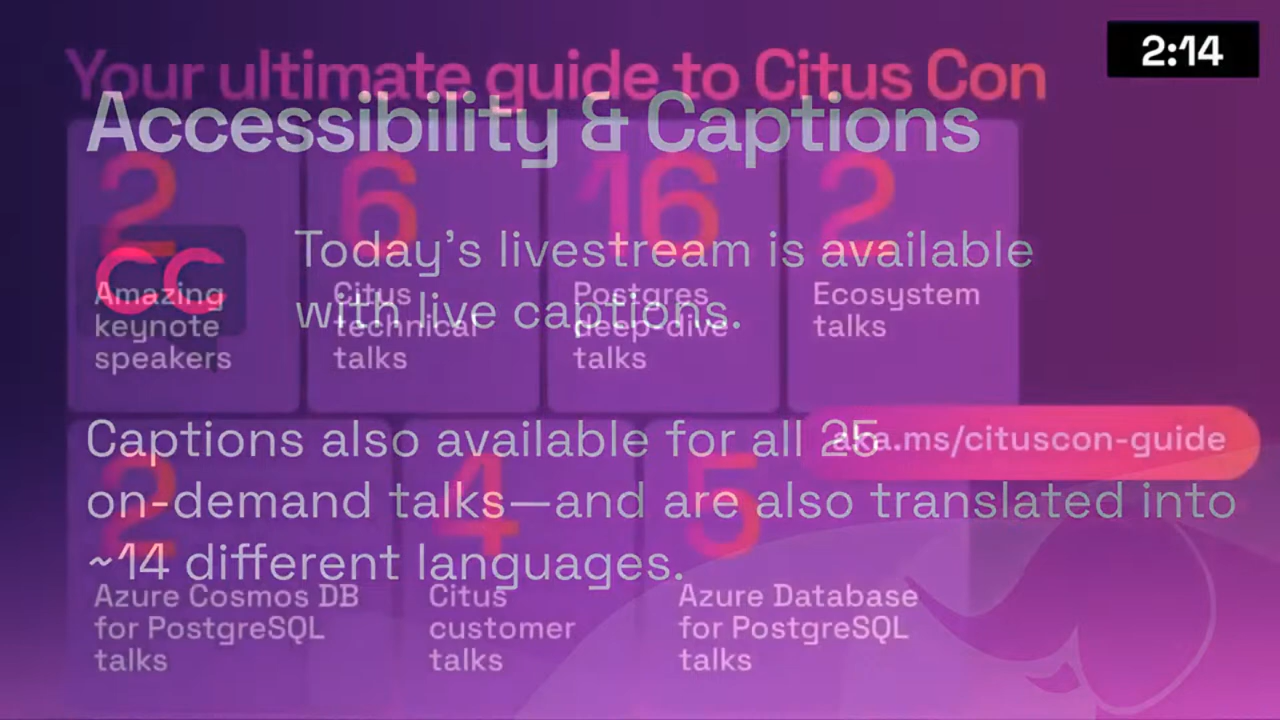 2:14
Your ultimate guide to Citus Con
2
Amazing
keynote
speakers
6
Citus
technical
talks
16
Postgres
deep-dive
talks
2
Ecosystem
talks
aka.ms/cituscon-guide
2
Azure Cosmos DB
for PostgreSQL
talks
4
Citus
customer
talks
5
Azure Database
for PostgreSQL
talks
Accessibility & Captions
CC
Today's livestream is available
with live captions.
Captions also available for all 25
on-demand talks—and are also translated into
~14 different languages.